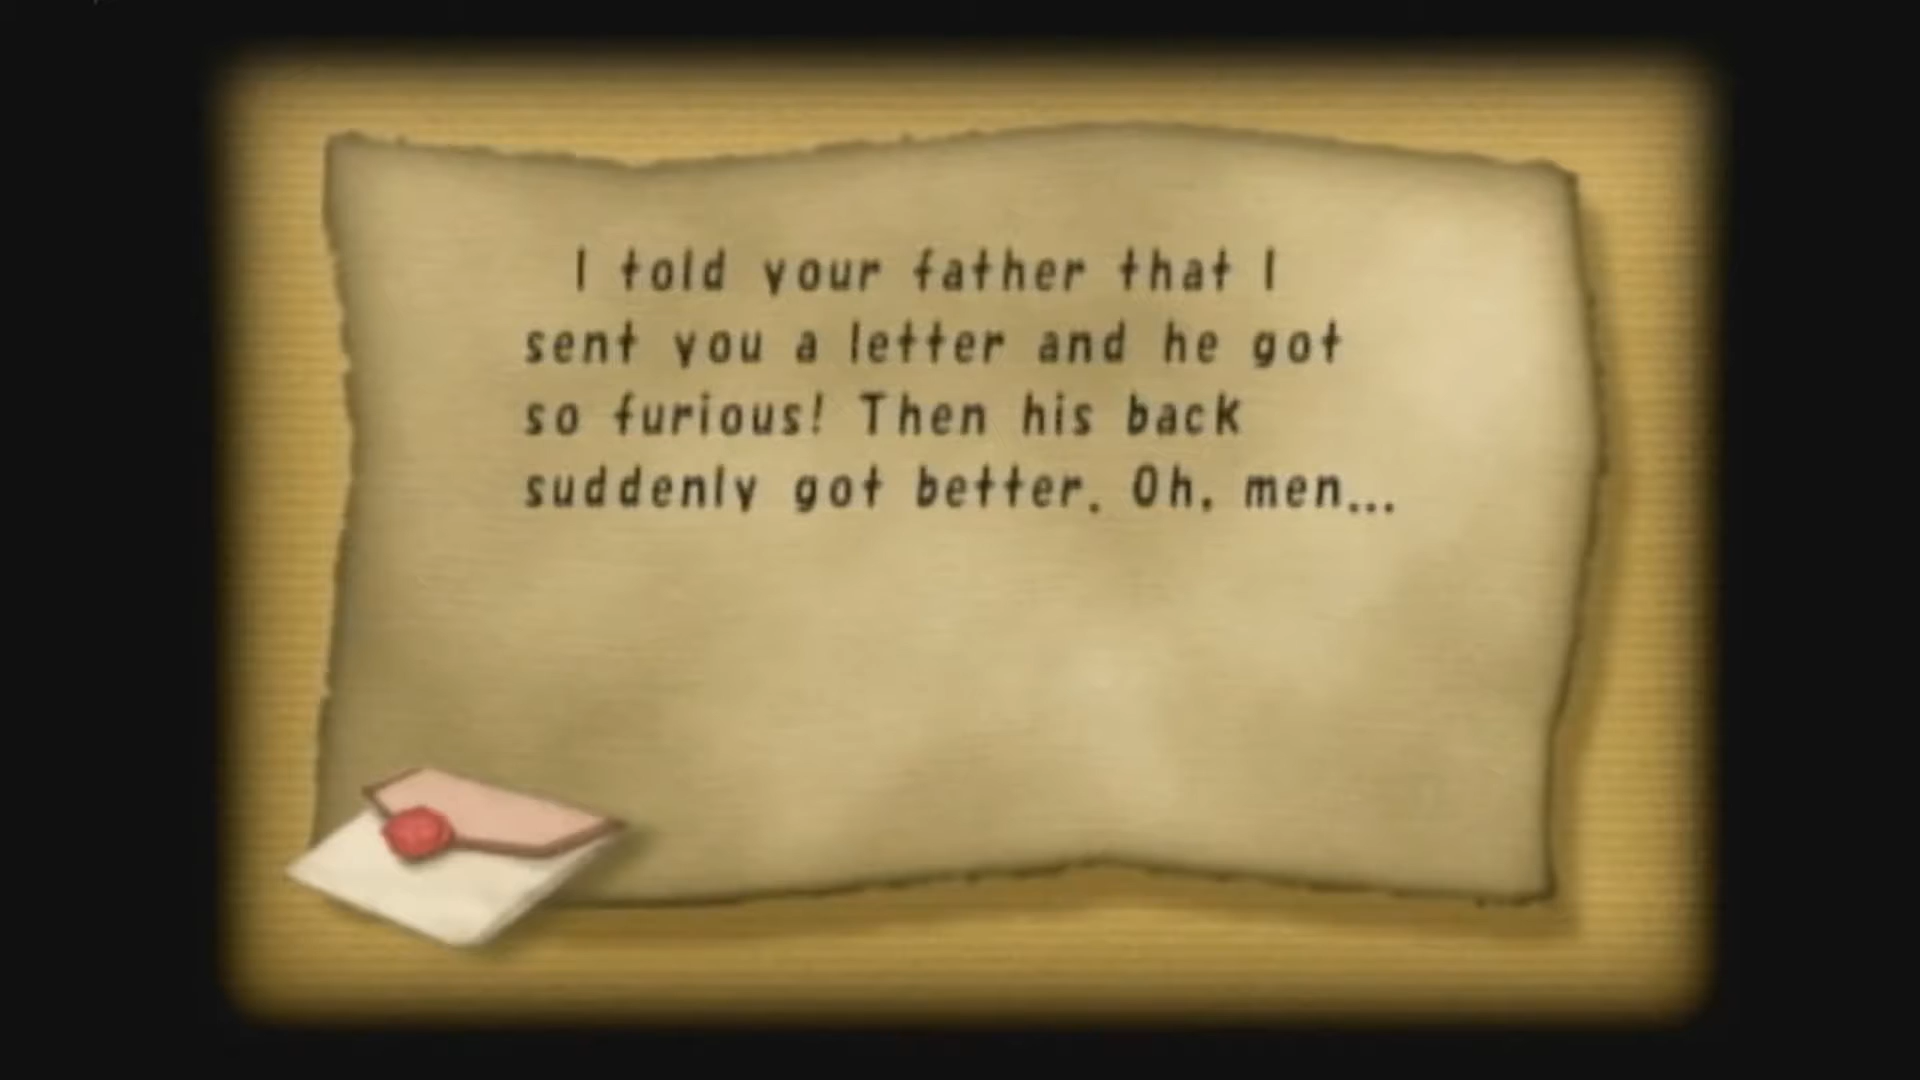 I told your father that I
sent you a letter and he got
so furious! Then his back
suddenly got better. Oh, men...